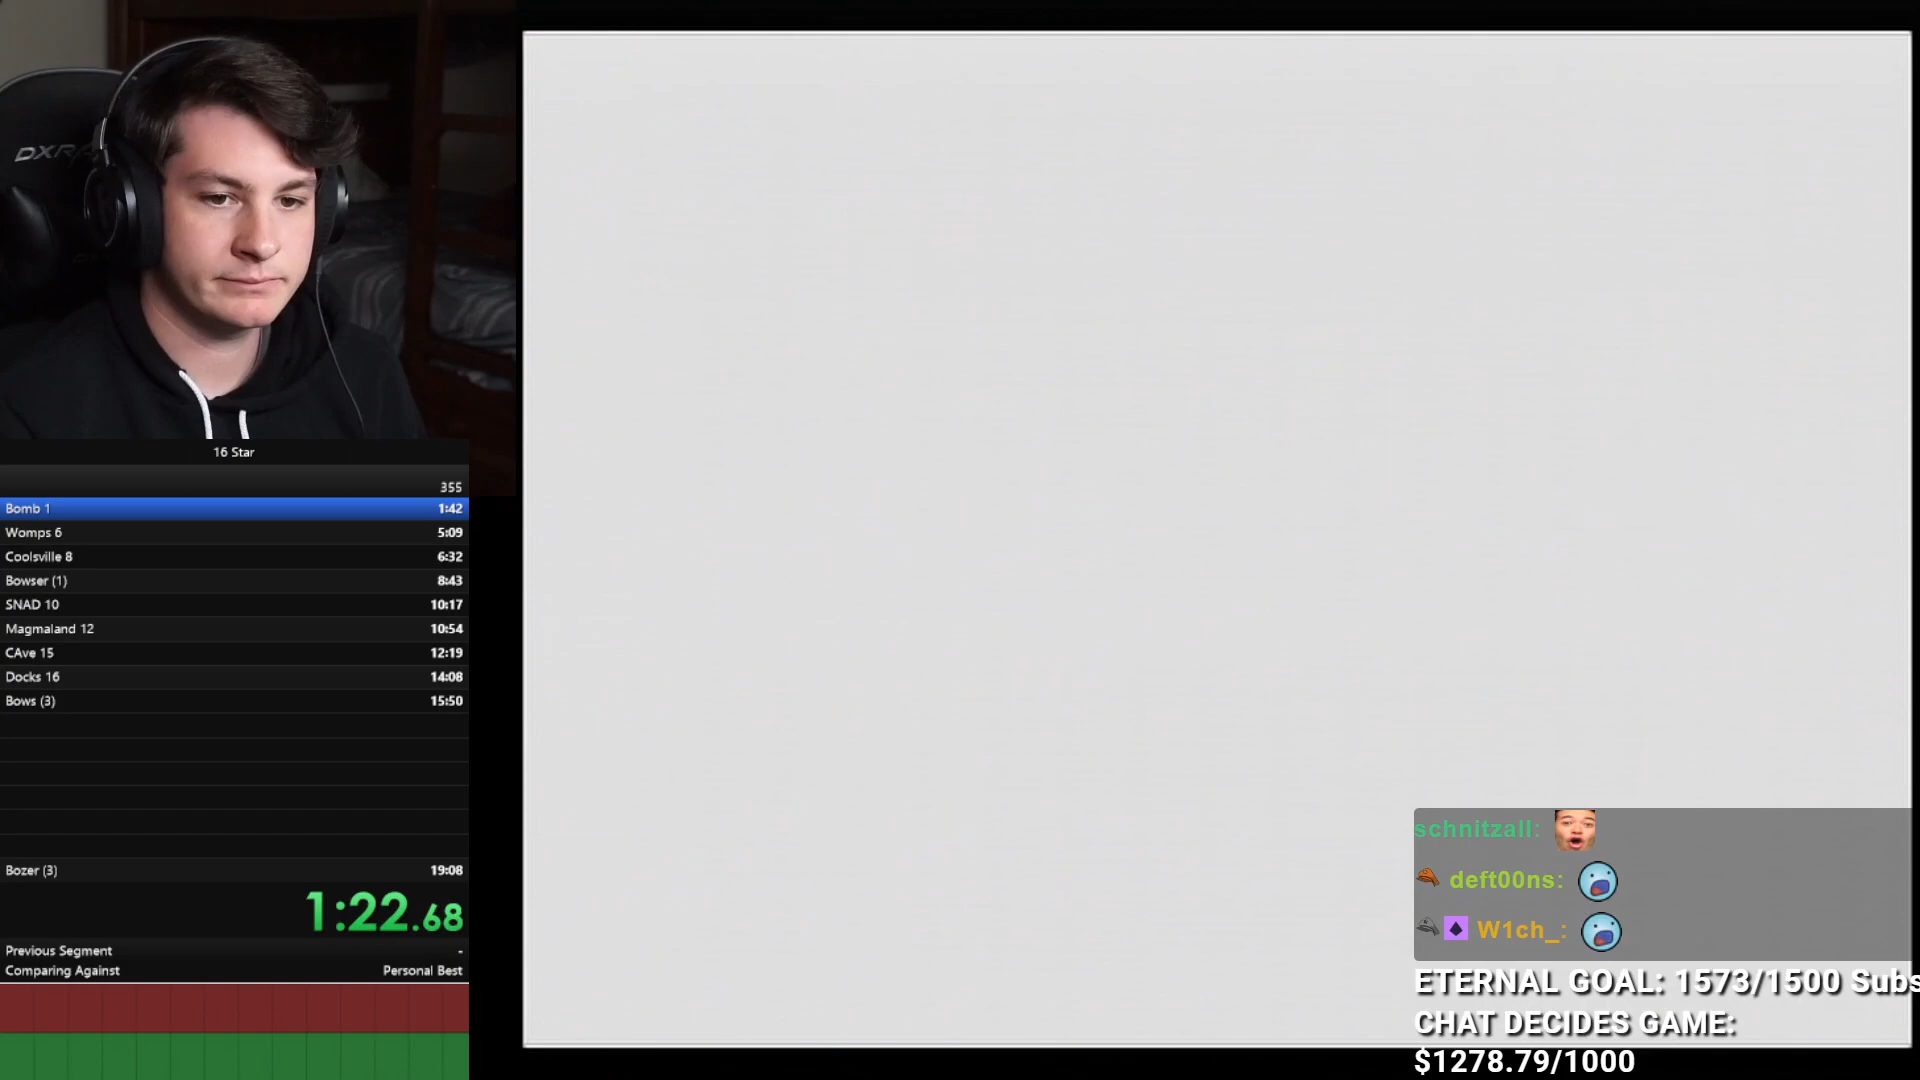 DXR
16 Star
355
Bomb 1 1:42
Womps 6 5:09
Coolsville 8 6:32
Bowser (1) 8:43
SNAD 10 10:17
Magmaland 12 10:54
CAve 15 12:19
Docks 16 14:08
Bows (3) 15:50
Bozer (3) 19:08
1:22.68
Previous Segment -
Comparing Against Personal Best
schnitzall:
deft00ns:
W1ch_:
ETERNAL GOAL: 1573/1500 Subs
CHAT DECIDES GAME:
$1278.79/1000